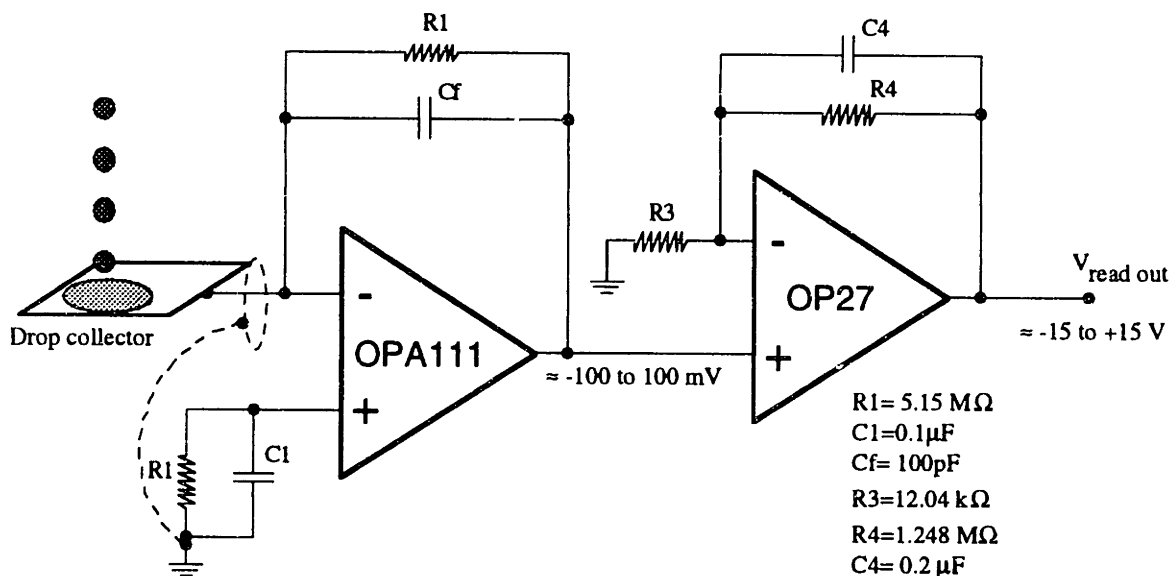 R1
Cf
C4
R4
R3
-
+
OPA111
-
+
OP27
Drop collector
R1
C1
≈ -100 to 100 mV
Vread out
≈ -15 to +15 V
R1= 5.15 MΩ
C1=0.1μF
Cf= 100pF
R3=12.04 kΩ
R4=1.248 MΩ
C4= 0.2 μF